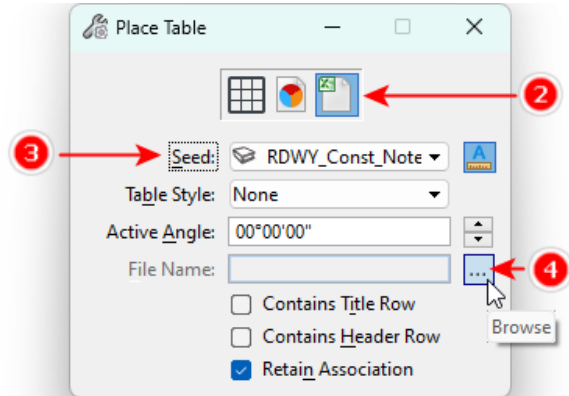 Place Table
2
3
Seed: RDWY_Const_Note
A
Table Style: None
Active Angle: 00°00'00"
File Name: ...
4
Browse
Contains Title Row
Contains Header Row
Retain Association